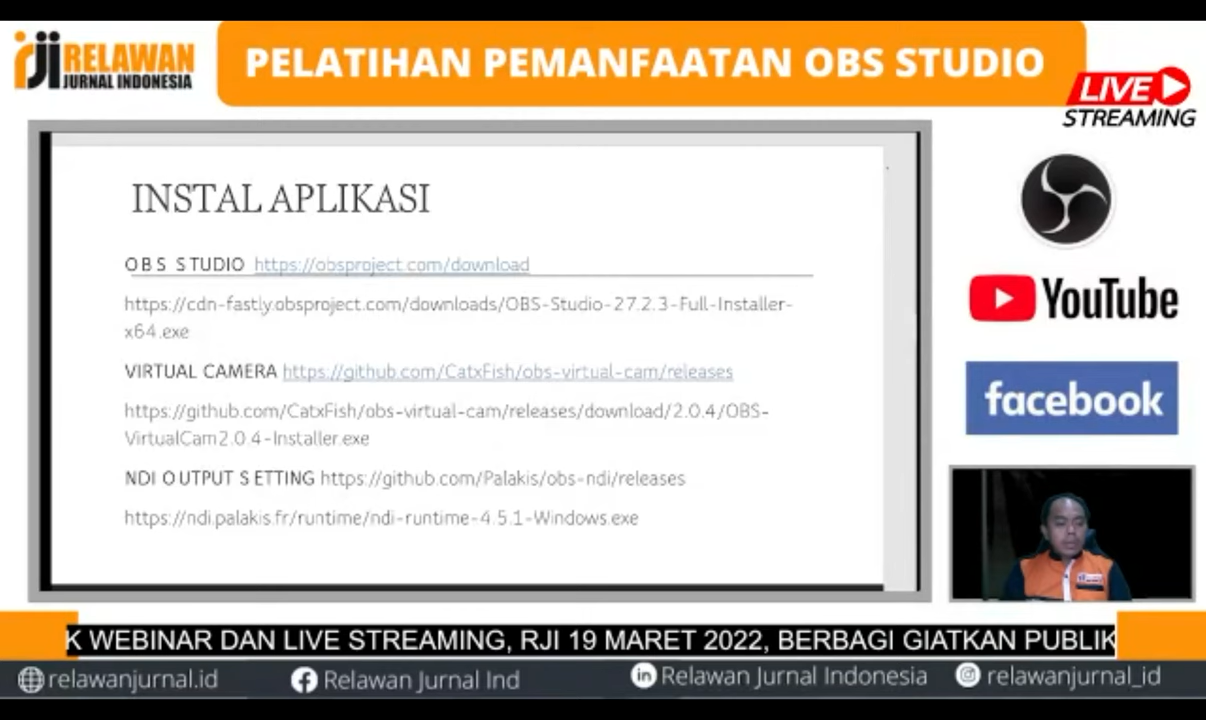 RJI RELAWAN
JURNAL INDONESIA
PELATIHAN PEMANFAATAN OBS STUDIO
LIVE
STREAMING
INSTAL APLIKASI
OBS STUDIO https://obsproject.com/download
https://cdn-fastly.obsproject.com/downloads/OBS-Studio-27.2.3-Full-Installer-
x64.exe
VIRTUAL CAMERA https://github.com/CatxFish/obs-virtual-cam/releases
https://github.com/CatxFish/obs-virtual-cam/releases/download/2.0.4/OBS-
VirtualCam2.0.4-Installer.exe
NDI OUTPUT SETTING https://github.com/Palakis/obs-ndi/releases
https://ndi.palakis.fr/runtime/ndi-runtime-4.5.1-Windows.exe
YouTube
facebook
K WEBINAR DAN LIVE STREAMING, RJI 19 MARET 2022, BERBAGI GIATKAN PUBLIK
relawanjurnal.id
Relawan Jurnal Ind
Relawan Jurnal Indonesia
relawanjurnal_id